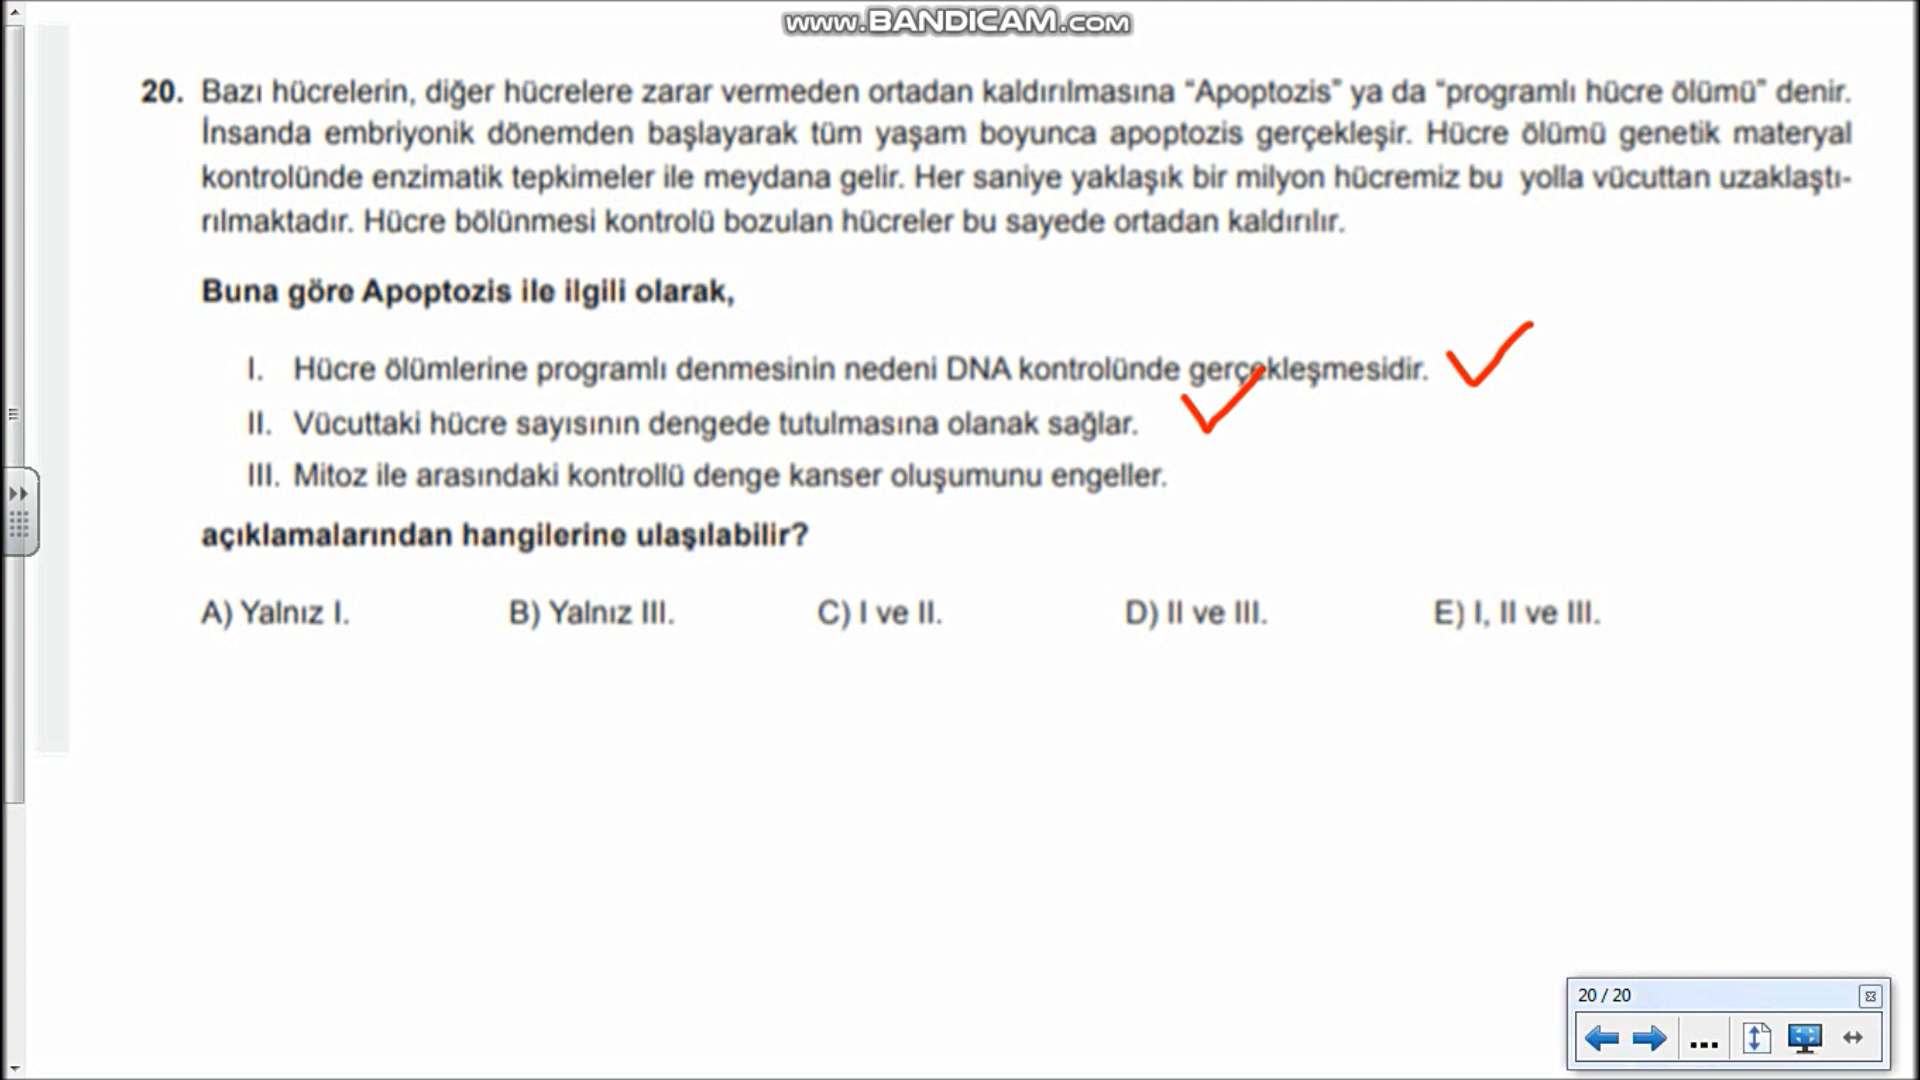 www.BANDICAM.com
20. Bazı hücrelerin, diğer hücrelere zarar vermeden ortadan kaldırılmasına “Apoptozis” ya da “programlı hücre ölümü” denir.
İnsanda embriyonik dönemden başlayarak tüm yaşam boyunca apoptozis gerçekleşir. Hücre ölümü genetik materyal
kontrolünde enzimatik tepkimeler ile meydana gelir. Her saniye yaklaşık bir milyon hücremiz bu yolla vücuttan uzaklaştı-
rılmaktadır. Hücre bölünmesi kontrolü bozulan hücreler bu sayede ortadan kaldırılır.
Buna göre Apoptozis ile ilgili olarak,
I. Hücre ölümlerine programlı denmesinin nedeni DNA kontrolünde gerçekleşmesidir.
II. Vücuttaki hücre sayısının dengede tutulmasına olanak sağlar.
III. Mitoz ile arasındaki kontrollü denge kanser oluşumunu engeller.
açıklamalarından hangilerine ulaşılabilir?
A) Yalnız I. B) Yalnız III. C) I ve II. D) II ve III. E) I, II ve III.
20 / 20